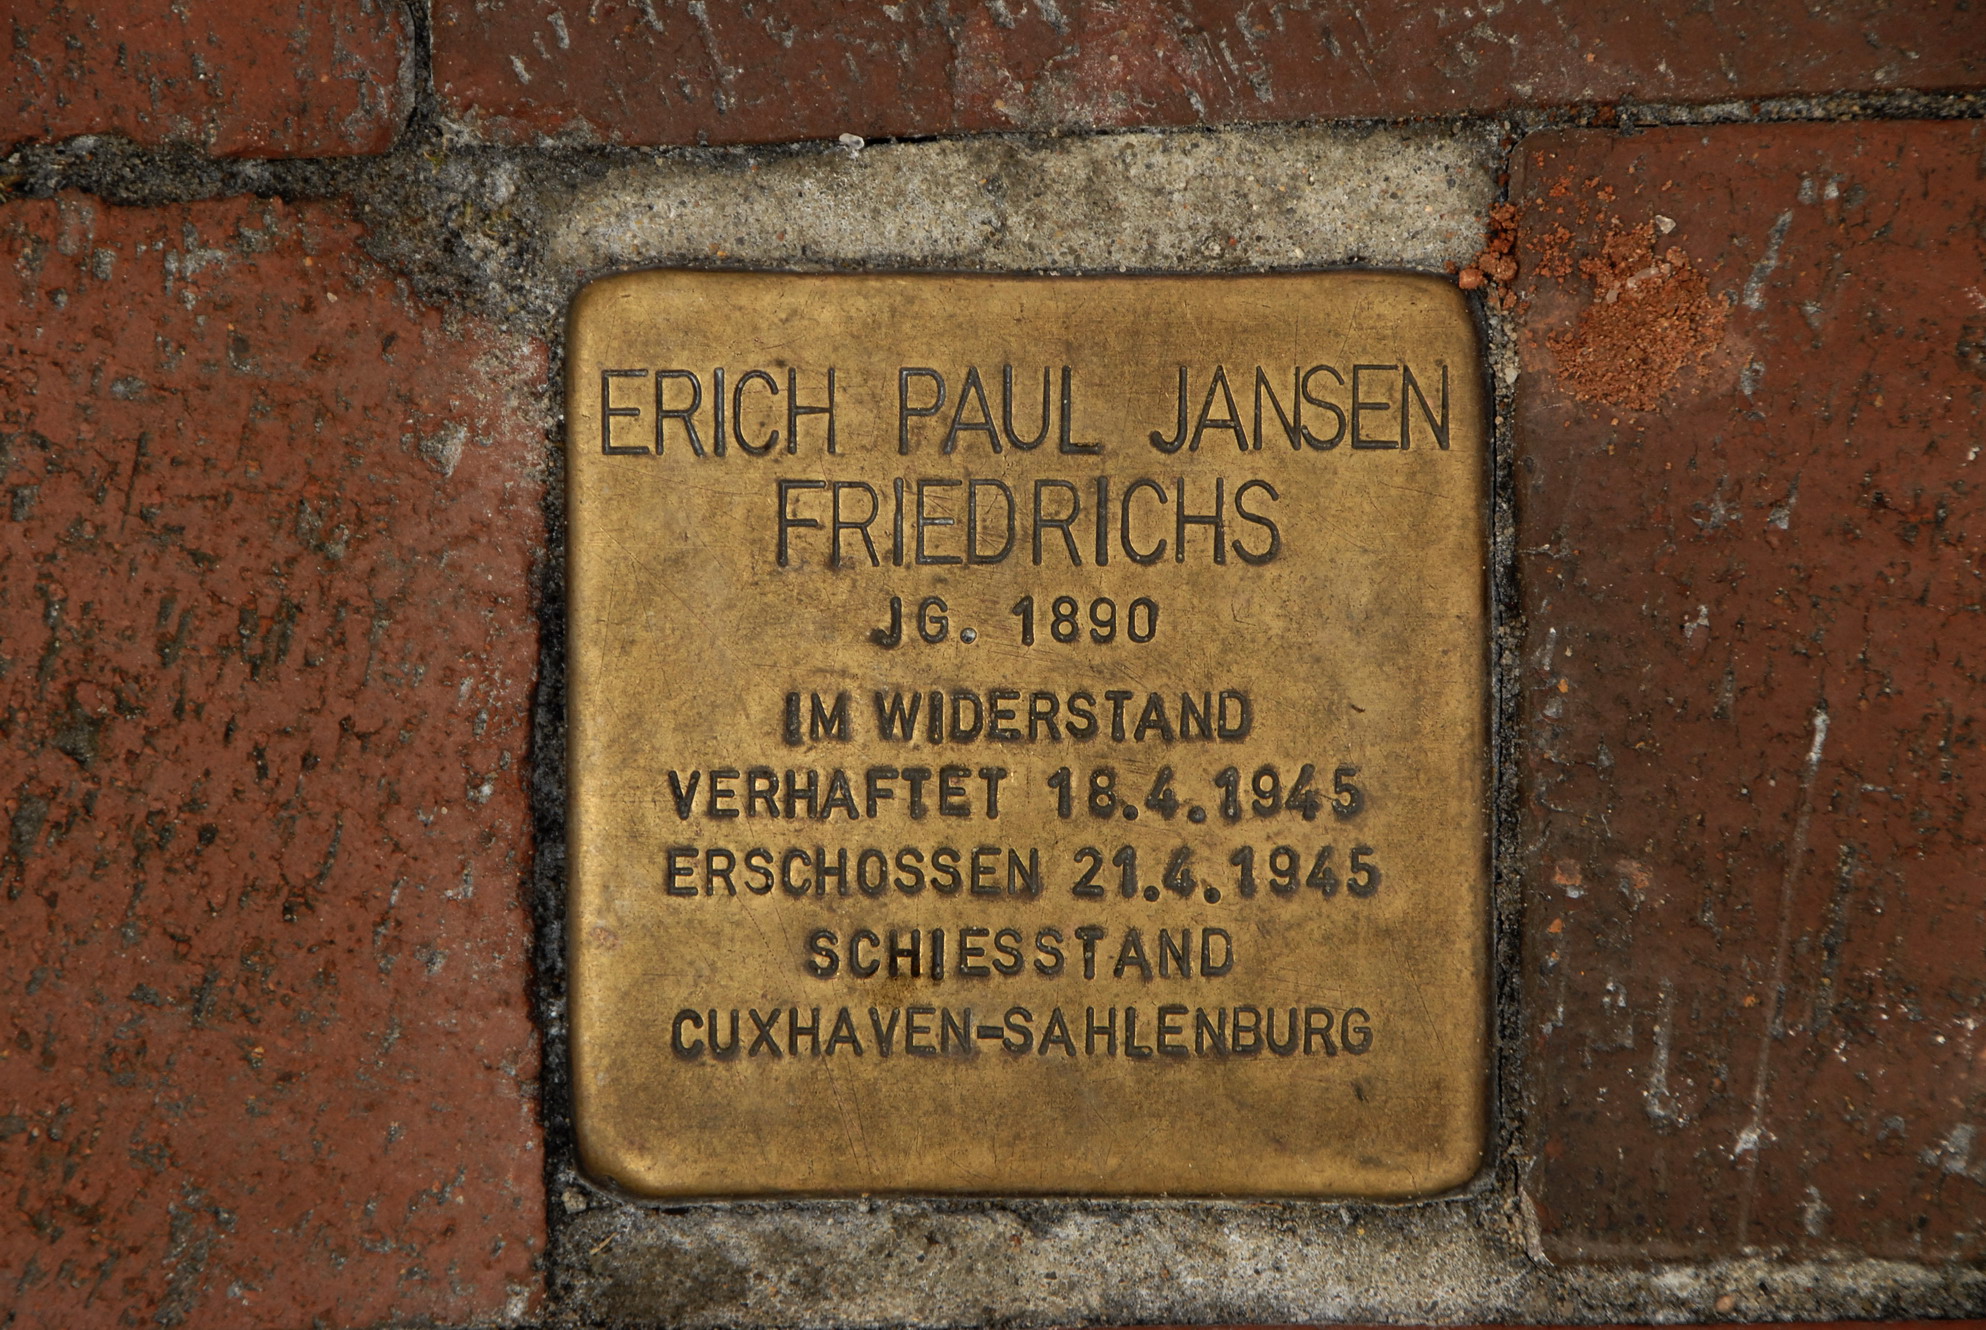 ERICH PAUL JANSEN
FRIEDRICHS
JG. 1890
IM WIDERSTAND
VERHAFTET 18.4.1945
ERSCHOSSEN 21.4.1945
SCHIESSTAND
CUXHAVEN-SAHLENBURG